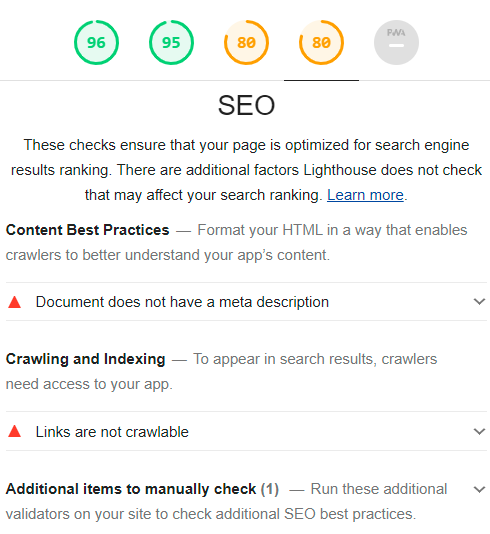 96 95 80 80 PWA
SEO
These checks ensure that your page is optimized for search engine
results ranking. There are additional factors Lighthouse does not check
that may affect your search ranking. Learn more.
Content Best Practices — Format your HTML in a way that enables
crawlers to better understand your app’s content.
Document does not have a meta description
Crawling and Indexing — To appear in search results, crawlers
need access to your app.
Links are not crawlable
Additional items to manually check (1) — Run these additional
validators on your site to check additional SEO best practices.